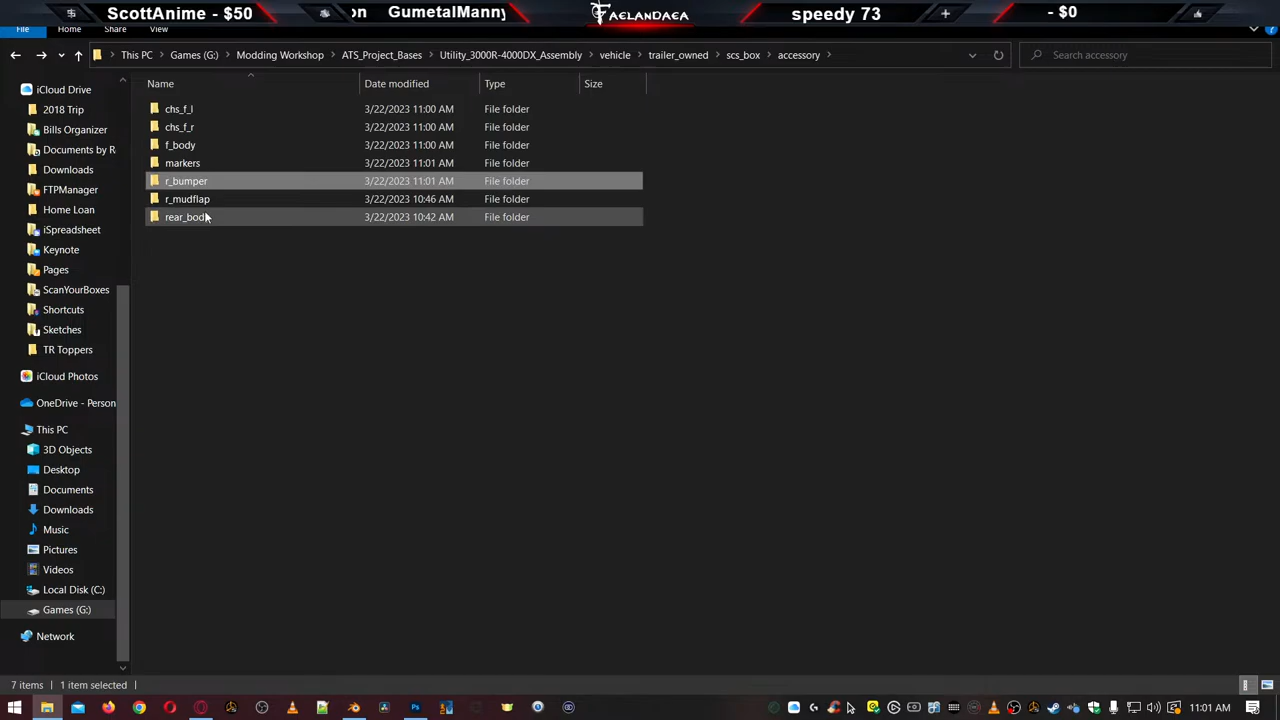 ScottAnime - $50
on GumetalManny
FAELANDAEA
speedy 73
- $0
File
Home
Share
View
This PC
Games (G:)
Modding Workshop
ATS_Project_Bases
Utility_3000R-4000DX_Assembly
vehicle
trailer_owned
scs_box
accessory
Search accessory
Name
Date modified
Type
Size
chs_f_l 3/22/2023 11:00 AM File folder
chs_f_r 3/22/2023 11:00 AM File folder
f_body 3/22/2023 11:00 AM File folder
markers 3/22/2023 11:01 AM File folder
r_bumper 3/22/2023 11:01 AM File folder
r_mudflap 3/22/2023 10:46 AM File folder
rear_body 3/22/2023 10:42 AM File folder
iCloud Drive
2018 Trip
Bills Organizer
Documents by R
Downloads
FTPManager
Home Loan
iSpreadsheet
Keynote
Pages
ScanYourBoxes
Shortcuts
Sketches
TR Toppers
iCloud Photos
OneDrive - Person
This PC
3D Objects
Desktop
Documents
Downloads
Music
Pictures
Videos
Local Disk (C:)
Games (G:)
Network
7 items
1 item selected
11:01 AM